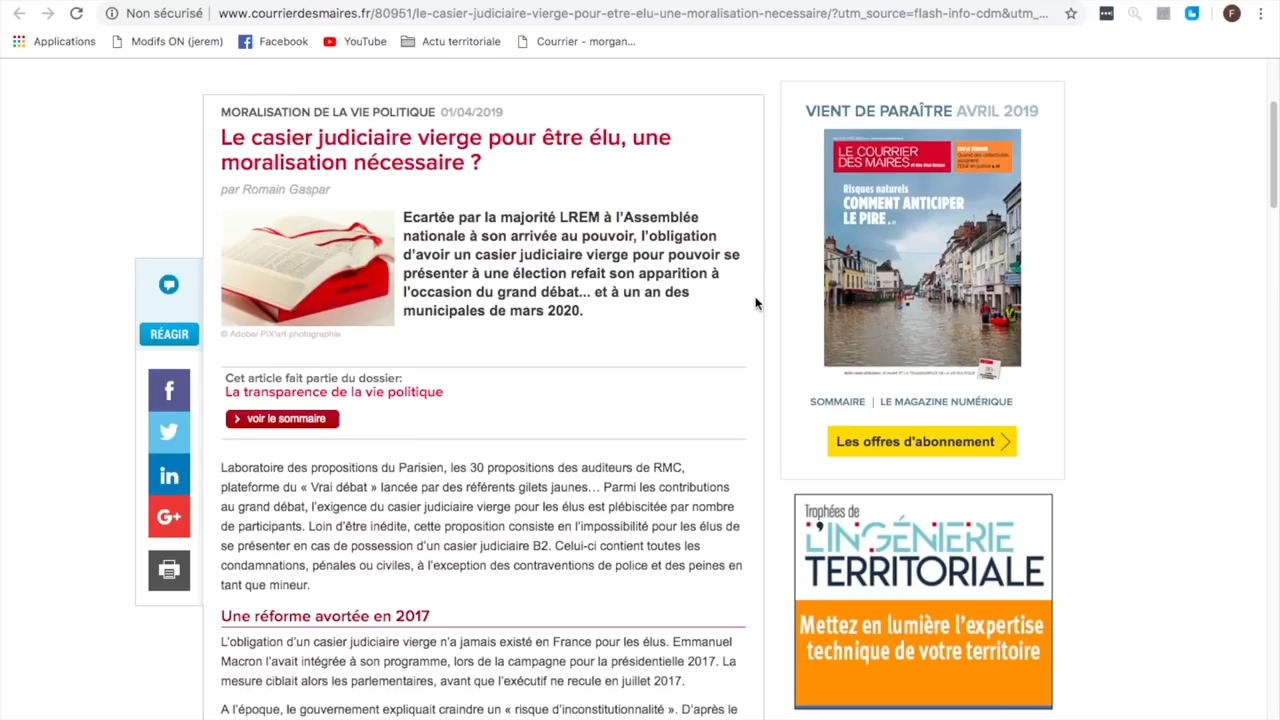 Non sécurisé | www.courrierdesmaires.fr/80951/le-casier-judiciaire-vierge-pour-etre-elu-une-moralisation-necessaire/?utm_source=flash-info-cdm&utm_...
F
Applications
Modifs ON (jerem)
Facebook
YouTube
Actu territoriale
Courrier - morgan...
MORALISATION DE LA VIE POLITIQUE 01/04/2019
Le casier judiciaire vierge pour être élu, une
moralisation nécessaire ?
par Romain Gaspar
Ecartée par la majorité LREM à l'Assemblée
nationale à son arrivée au pouvoir, l'obligation
d'avoir un casier judiciaire vierge pour pouvoir se
présenter à une élection refait son apparition à
l'occasion du grand débat... et à un an des
municipales de mars 2020.
© Adobe/ PIX'art photographie
RÉAGIR
f
in
G+
Cet article fait partie du dossier:
La transparence de la vie politique
voir le sommaire
Laboratoire des propositions du Parisien, les 30 propositions des auditeurs de RMC,
plateforme du « Vrai débat » lancée par des référents gilets jaunes… Parmi les contributions
au grand débat, l'exigence du casier judiciaire vierge pour les élus est plébiscitée par nombre
de participants. Loin d'être inédite, cette proposition consiste en l'impossibilité pour les élus de
se présenter en cas de possession d'un casier judiciaire B2. Celui-ci contient toutes les
condamnations, pénales ou civiles, à l'exception des contraventions de police et des peines en
tant que mineur.
Une réforme avortée en 2017
L'obligation d'un casier judiciaire vierge n'a jamais existé en France pour les élus. Emmanuel
Macron l'avait intégrée à son programme, lors de la campagne pour la présidentielle 2017. La
mesure ciblait alors les parlementaires, avant que l'exécutif ne recule en juillet 2017.
A l'époque, le gouvernement expliquait craindre un « risque d'inconstitutionnalité ». D'après le
VIENT DE PARAÎTRE AVRIL 2019
LE COURRIER
DES MAIRES
et des élus locaux
Quand des collectivités
assignent
l'État en justice
Risques naturels
COMMENT ANTICIPER
LE PIRE
SOMMAIRE | LE MAGAZINE NUMÉRIQUE
Les offres d'abonnement
Trophées de
L'INGÉNIERIE
TERRITORIALE
Mettez en lumière l'expertise
technique de votre territoire